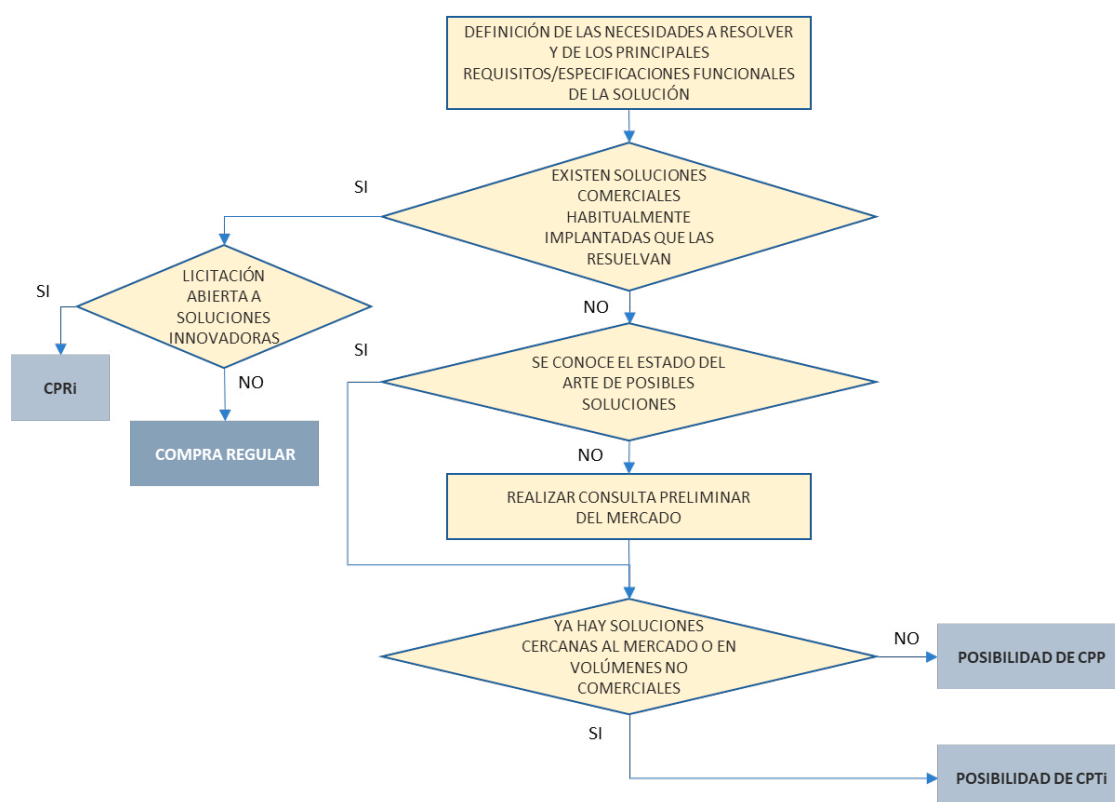 DEFINICIÓN DE LAS NECESIDADES A RESOLVER
Y DE LOS PRINCIPALES
REQUISITOS/ESPECIFICACIONES FUNCIONALES
DE LA SOLUCIÓN
SI
EXISTEN SOLUCIONES
COMERCIALES
HABITUALMENTE
IMPLANTADAS QUE LAS
RESUELVAN
SI
LICITACIÓN
ABIERTA A
SOLUCIONES
INNOVADORAS
NO
CPRi
NO
COMPRA REGULAR
SI
SE CONOCE EL ESTADO DEL
ARTE DE POSIBLES
SOLUCIONES
NO
REALIZAR CONSULTA PRELIMINAR
DEL MERCADO
YA HAY SOLUCIONES
CERCANAS AL MERCADO O EN
VOLÚMENES NO
COMERCIALES
NO
POSIBILIDAD DE CPP
SI
POSIBILIDAD DE CPTi